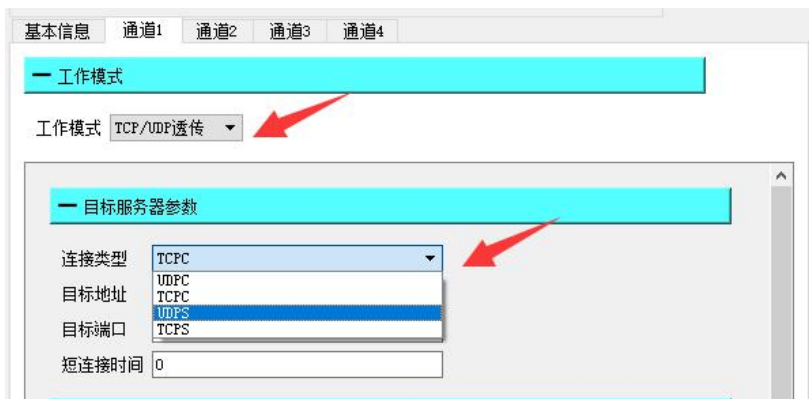 基本信息 通道1 通道2 通道3 通道4
一 工作模式
工作模式 TCP/UDP透传
一 目标服务器参数
连接类型 TCPC
UDPC
目标地址 TCPC
UDPS
目标端口 TCPS
短连接时间 0